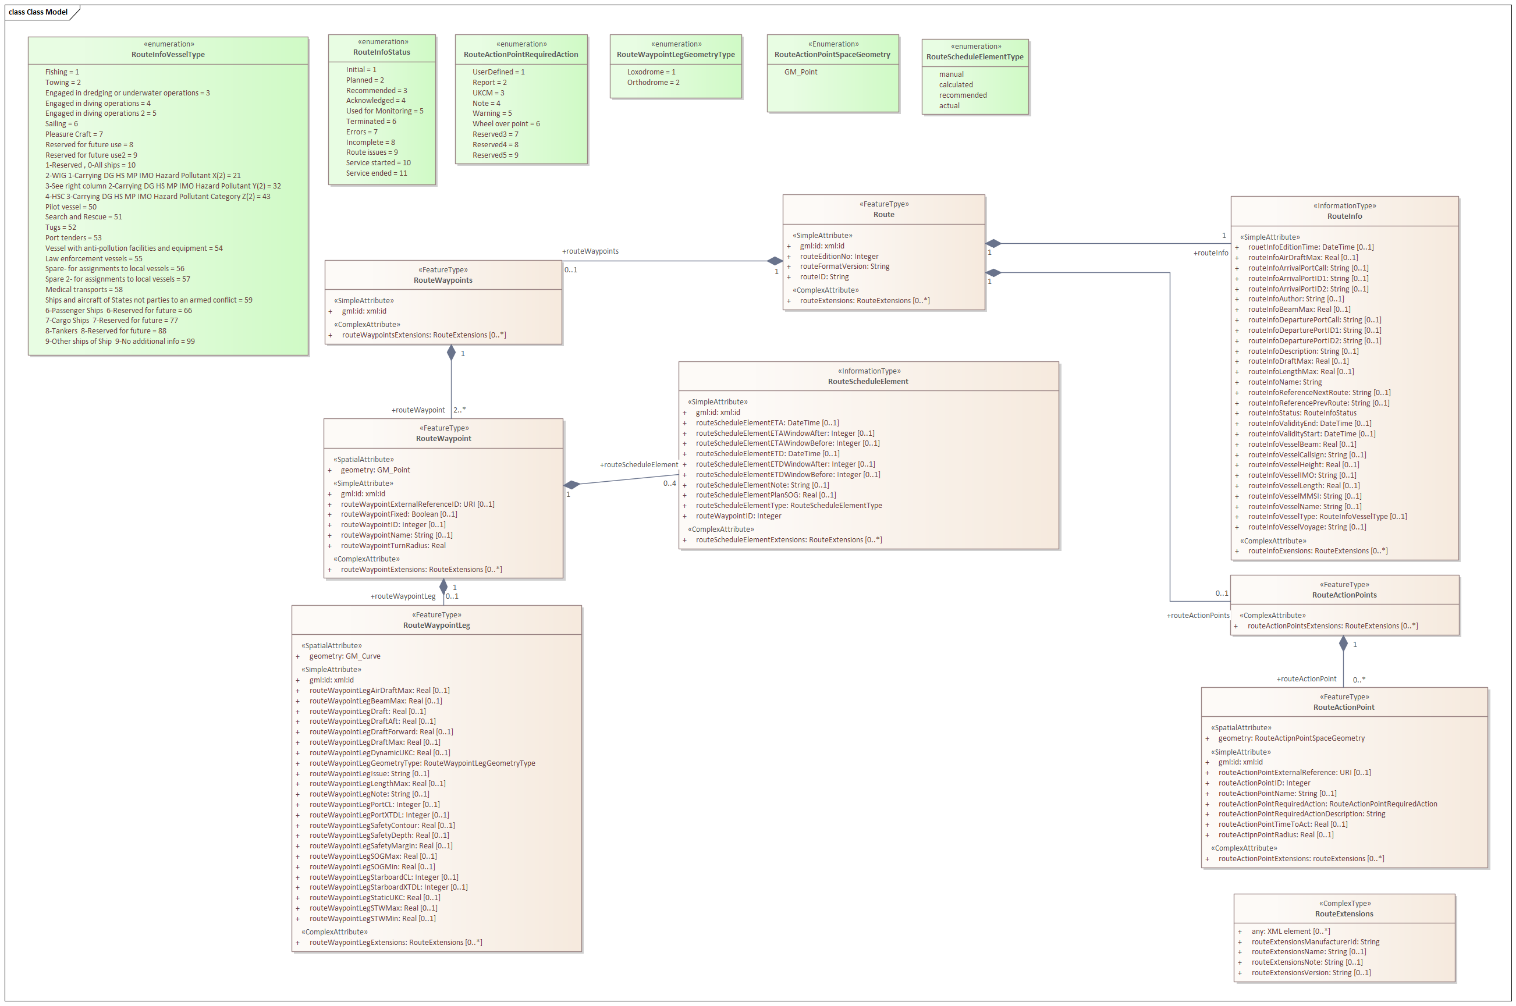 class Class Model
«enumeration»
RouteInfoVesselType
Fishing = 1
Towing = 2
Engaged in dredging or underwater operations = 3
Engaged in diving operations = 4
Engaged in diving operations 2 = 5
Sailing = 6
Pleasure Craft = 7
Reserved for future use = 8
Reserved for future use2 = 9
1-Reserved , 0-All ships = 10
2-WIG 1-Carrying DG HS MP IMO Hazard Pollutant X(2) = 21
3-See right column 2-Carrying DG HS MP IMO Hazard Pollutant Y(2) = 32
4-HSC 3-Carrying DG HS MP IMO Hazard Pollutant Category Z(2) = 43
Pilot vessel = 50
Search and Rescue = 51
Tugs = 52
Port tenders = 53
Vessel with anti-pollution facilities and equipment = 54
Law enforcement vessels = 55
Spare- for assignments to local vessels = 56
Spare 2- for assignments to local vessels = 57
Medical transports = 58
Ships and aircraft of States not parties to an armed conflict = 59
6-Passenger Ships 6-Reserved for future = 66
7-Cargo Ships 7-Reserved for future = 77
8-Tankers 8-Reserved for future = 88
9-Other ships of Ship 9-No additional info = 99
«enumeration»
RouteInfoStatus
Initial = 1
Planned = 2
Recommended = 3
Acknowledged = 4
Used for Monitoring = 5
Terminated = 6
Errors = 7
Incomplete = 8
Route issues = 9
Service started = 10
Service ended = 11
«enumeration»
RouteActionPointRequiredAction
UserDefined = 1
Report = 2
UKCM = 3
Note = 4
Warning = 5
Wheel over point = 6
Reserved3 = 7
Reserved4 = 8
Reserved5 = 9
«enumeration»
RouteWaypointLegGeometryType
Loxodrome = 1
Orthodrome = 2
«Enumeration»
RouteActionPointSpaceGeometry
GM_Point
«enumeration»
RouteScheduleElementType
manual
calculated
recommended
actual
«FeatureTpye»
Route
«SimpleAttribute»
+ gml:id: xml:id
+ routeEditionNo: Integer
+ routeFormatVersion: String
+ routeID: String
«ComplexAttribute»
+ routeExtensions: RouteExtensions [0..*]
+routeWaypoints
0..1
1
1
1
1
+routeInfo
«InformationType»
RouteInfo
«SimpleAttribute»
+ routeInfoEditionTime: DateTime [0..1]
+ routeInfoAirDraftMax: Real [0..1]
+ routeInfoArrivalPortCall: String [0..1]
+ routeInfoArrivalPortID1: String [0..1]
+ routeInfoArrivalPortID2: String [0..1]
+ routeInfoAuthor: String [0..1]
+ routeInfoBeamMax: Real [0..1]
+ routeInfoDeparturePortCall: String [0..1]
+ routeInfoDeparturePortID1: String [0..1]
+ routeInfoDeparturePortID2: String [0..1]
+ routeInfoDescription: String [0..1]
+ routeInfoDraftMax: Real [0..1]
+ routeInfoLengthMax: Real [0..1]
+ routeInfoName: String
+ routeInfoReferenceNextRoute: String [0..1]
+ routeInfoReferencePrevRoute: String [0..1]
+ routeInfoStatus: RouteInfoStatus
+ routeInfoValidityEnd: DateTime [0..1]
+ routeInfoValidityStart: DateTime [0..1]
+ routeInfoVesselBeam: Real [0..1]
+ routeInfoVesselCallsign: String [0..1]
+ routeInfoVesselHeight: Real [0..1]
+ routeInfoVesselIMO: String [0..1]
+ routeInfoVesselLength: Real [0..1]
+ routeInfoVesselMMSI: String [0..1]
+ routeInfoVesselName: String [0..1]
+ routeInfoVesselType: RouteInfoVesselType [0..1]
+ routeInfoVesselVoyage: String [0..1]
«ComplexAttribute»
+ routeInfoExensions: RouteExtensions [0..*]
«FeatureType»
RouteWaypoints
«SimpleAttribute»
+ gml:id: xml:id
«ComplexAttribute»
+ routeWaypointsExtensions: RouteExtensions [0..*]
1
+routeWaypoint 2..*
«FeatureType»
RouteWaypoint
«SpatialAttribute»
+ geometry: GM_Point
«SimpleAttribute»
+ gml:id: xml:id
+ routeWaypointExternalReferenceID: URI [0..1]
+ routeWaypointFixed: Boolean [0..1]
+ routeWaypointID: Integer [0..1]
+ routeWaypointName: String [0..1]
+ routeWaypointTurnRadius: Real
«ComplexAttribute»
+ routeWaypointExtensions: RouteExtensions [0..*]
+routeScheduleElement
0..4
1
«InformationType»
RouteScheduleElement
«SimpleAttribute»
+ gml:id: xml:id
+ routeScheduleElementETA: DateTime [0..1]
+ routeScheduleElementETAWindowAfter: Integer [0..1]
+ routeScheduleElementETAWindowBefore: Integer [0..1]
+ routeScheduleElementETD: DateTime [0..1]
+ routeScheduleElementETDWindowAfter: Integer [0..1]
+ routeScheduleElementETDWindowBefore: Integer [0..1]
+ routeScheduleElementNote: String [0..1]
+ routeScheduleElementPlanSOG: Real [0..1]
+ routeScheduleElementType: RouteScheduleElementType
+ routeWaypointID: Integer
«ComplexAttribute»
+ routeScheduleElementExtensions: RouteExtensions [0..*]
1
+routeWaypointLeg 0..1
«FeatureType»
RouteWaypointLeg
«SpatialAttribute»
+ geometry: GM_Curve
«SimpleAttribute»
+ gml:id: xml:id
+ routeWaypointLegAirDraftMax: Real [0..1]
+ routeWaypointLegBeamMax: Real [0..1]
+ routeWaypointLegDraft: Real [0..1]
+ routeWaypointLegDraftAft: Real [0..1]
+ routeWaypointLegDraftForward: Real [0..1]
+ routeWaypointLegDraftMax: Real [0..1]
+ routeWaypointLegDynamicUKC: Real [0..1]
+ routeWaypointLegGeometryType: RouteWaypointLegGeometryType
+ routeWaypointLegIssue: String [0..1]
+ routeWaypointLegLengthMax: Real [0..1]
+ routeWaypointLegNote: String [0..1]
+ routeWaypointLegPortCL: Integer [0..1]
+ routeWaypointLegPortXTDL: Integer [0..1]
+ routeWaypointLegSafetyContour: Real [0..1]
+ routeWaypointLegSafetyDepth: Real [0..1]
+ routeWaypointLegSafetyMargin: Real [0..1]
+ routeWaypointLegSOGMax: Real [0..1]
+ routeWaypointLegSOGMin: Real [0..1]
+ routeWaypointLegStarboardCL: Integer [0..1]
+ routeWaypointLegStarboardXTDL: Integer [0..1]
+ routeWaypointLegStaticUKC: Real [0..1]
+ routeWaypointLegSTWMax: Real [0..1]
+ routeWaypointLegSTWMin: Real [0..1]
«ComplexAttribute»
+ routeWaypointLegExtensions: RouteExtensions [0..*]
0..1
+routeActionPoints
«FeatureType»
RouteActionPoints
«ComplexAttribute»
+ routeActionPointsExtensions: RouteExtensions [0..*]
1
+routeActionPoint 0..*
«FeatureType»
RouteActionPoint
«SpatialAttribute»
+ geometry: RouteActipnPointSpaceGeometry
«SimpleAttribute»
+ gml:id: xml:id
+ routeActionPointExternalReference: URI [0..1]
+ routeActionPointID: Integer
+ routeActionPointName: String [0..1]
+ routeActionPointRequiredAction: RouteActionPointRequiredAction
+ routeActionPointRequiredActionDescription: String
+ routeActionPointTimeToAct: Real [0..1]
+ routeActipnPointRadius: Real [0..1]
«ComplexAttribute»
+ routeActionPointExtensions: routeExtensions [0..*]
«ComplexType»
RouteExtensions
+ any: XML element [0..*]
+ routeExtensionsManufacturerId: String
+ routeExtensionsName: String [0..1]
+ routeExtensionsNote: String [0..1]
+ routeExtensionsVersion: String [0..1]